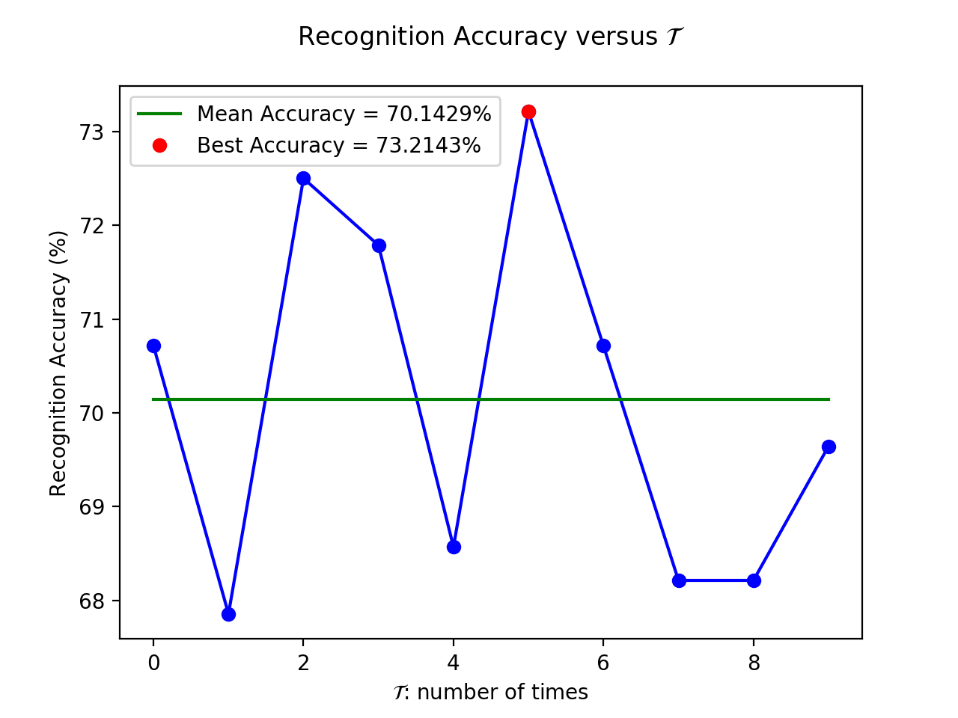 Recognition Accuracy versus 𝒯
Mean Accuracy = 70.1429%
Best Accuracy = 73.2143%
Recognition Accuracy (%)
73
72
71
70
69
68
0 2 4 6 8
𝒯: number of times